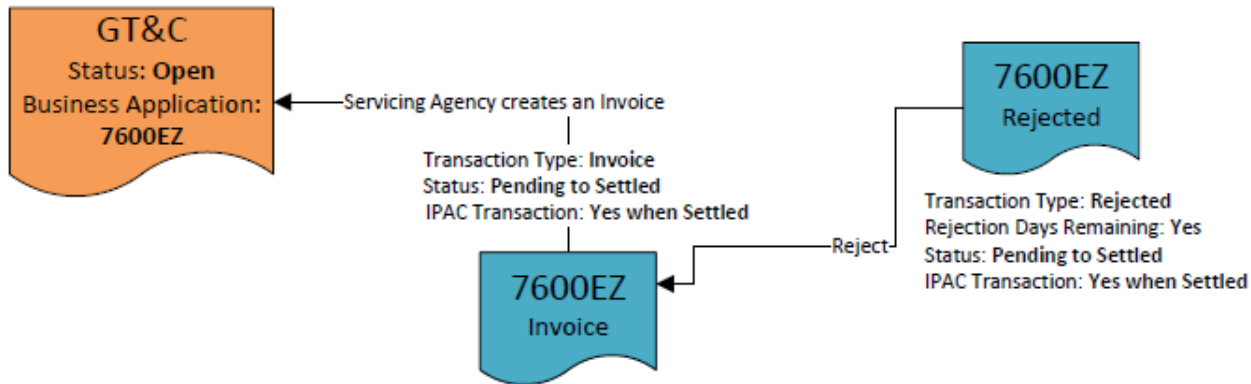 GT&C
Status: Open
Business Application:
7600EZ
Servicing Agency creates an Invoice
Transaction Type: Invoice
Status: Pending to Settled
IPAC Transaction: Yes when Settled
7600EZ
Invoice
Reject
7600EZ
Rejected
Transaction Type: Rejected
Rejection Days Remaining: Yes
Status: Pending to Settled
IPAC Transaction: Yes when Settled